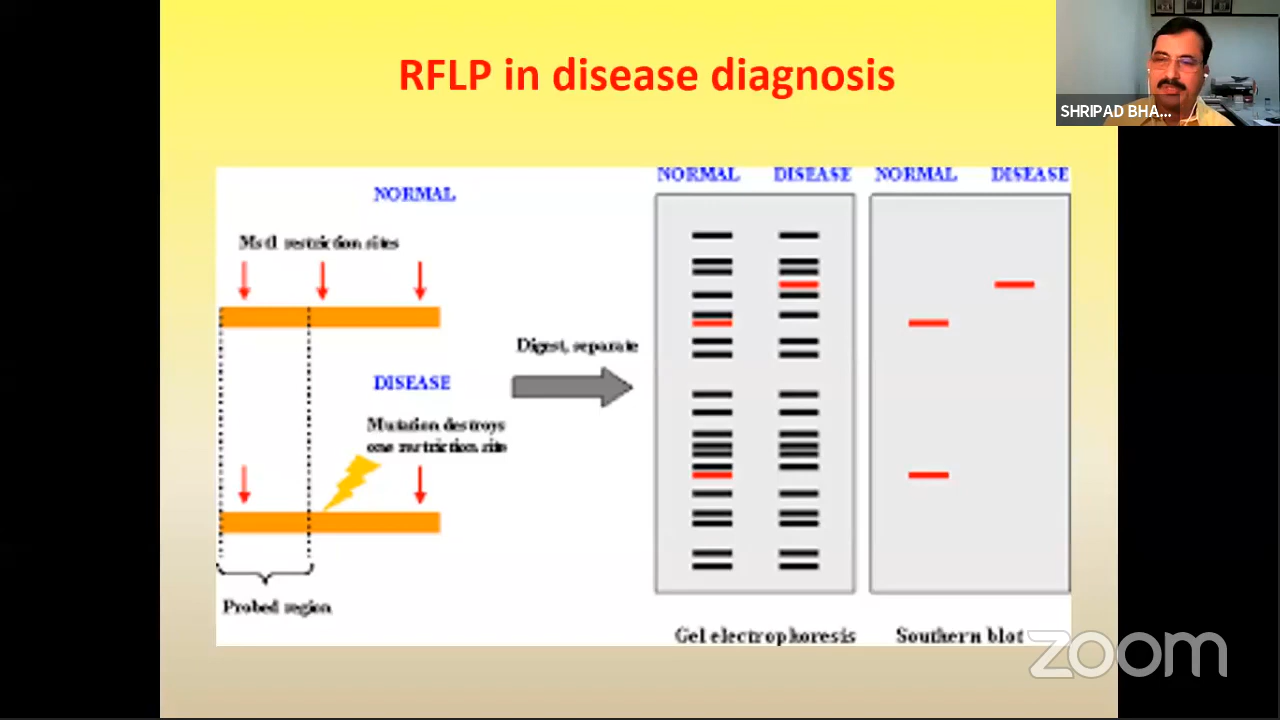 RFLP in disease diagnosis
SHRIPAD BHA...
NORMAL
MstI restriction sites
DISEASE
Mutation destroys
one restriction site
Probed region
Digest, separate
NORMAL DISEASE
Gel electrophoresis
NORMAL DISEASE
Southern blot
zoom